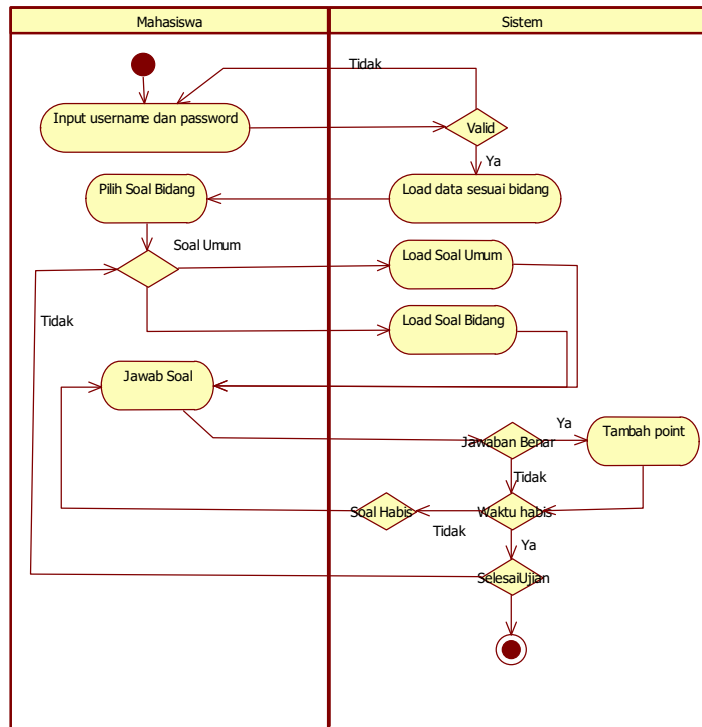 Mahasiswa
Sistem
Tidak
Input username dan password
Valid
Ya
Pilih Soal Bidang
Load data sesuai bidang
Soal Umum
Load Soal Umum
Tidak
Load Soal Bidang
Jawab Soal
Ya
Tambah point
Jawaban Benar
Tidak
Soal Habis
Waktu habis
Tidak
Ya
SelesaiUjian